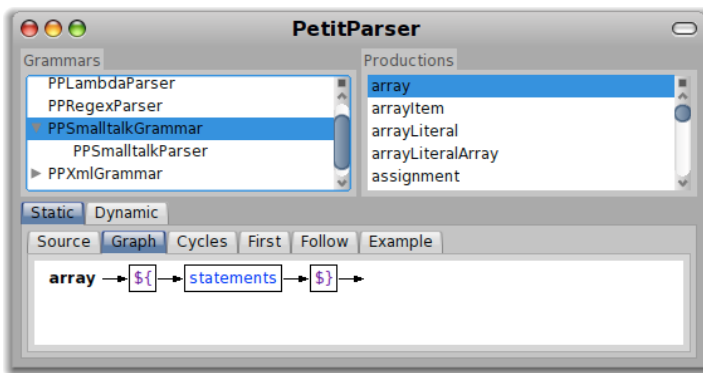 PetitParser
Grammars
PPLambdaParser
PPRegexParser
PPSmalltalkGrammar
PPSmalltalkParser
PPXmlGrammar
Productions
array
arrayItem
arrayLiteral
arrayLiteralArray
assignment
Static Dynamic
Source Graph Cycles First Follow Example
array ${ statements $}